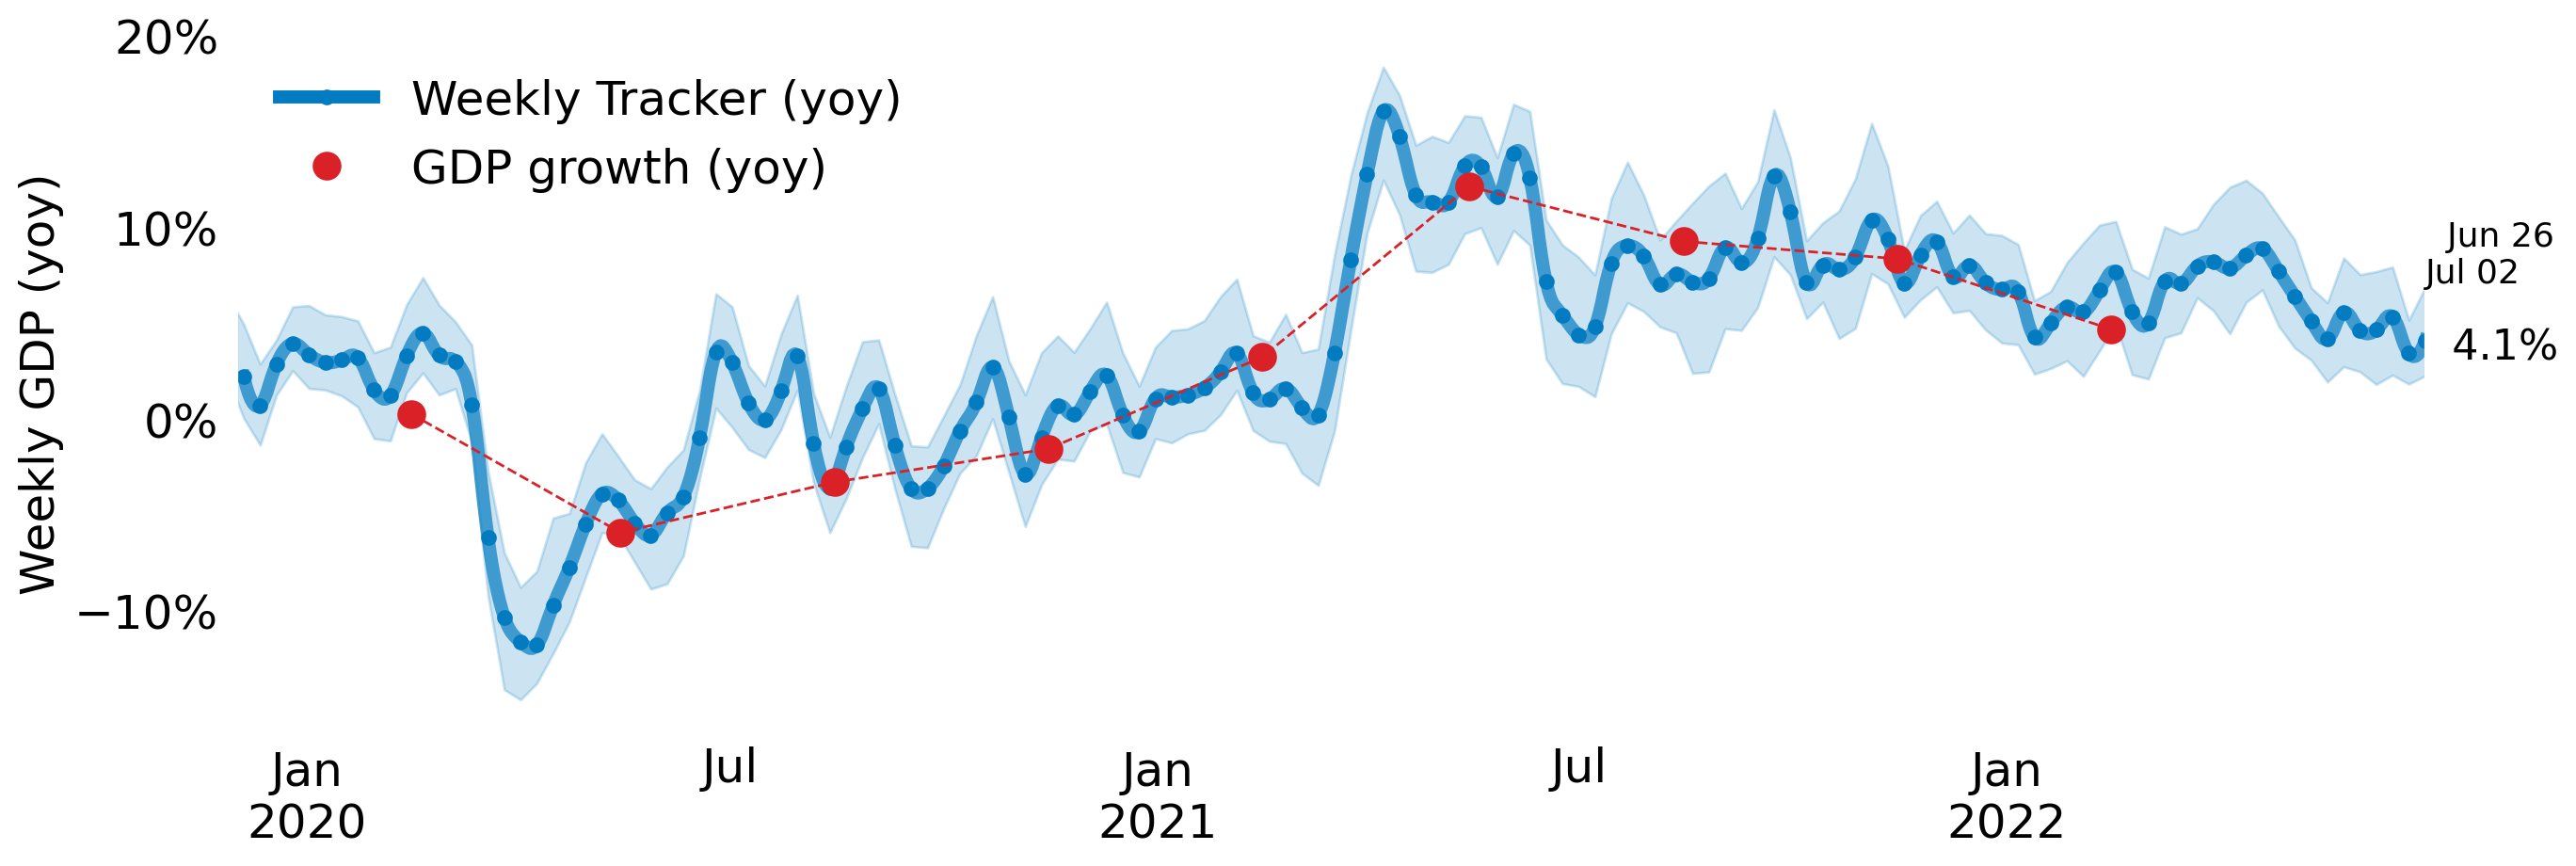 Weekly GDP (yoy)
20%
10%
0%
−10%
Weekly Tracker (yoy)
GDP growth (yoy)
Jun 26
Jul 02
4.1%
Jan
2020
Jul
Jan
2021
Jul
Jan
2022